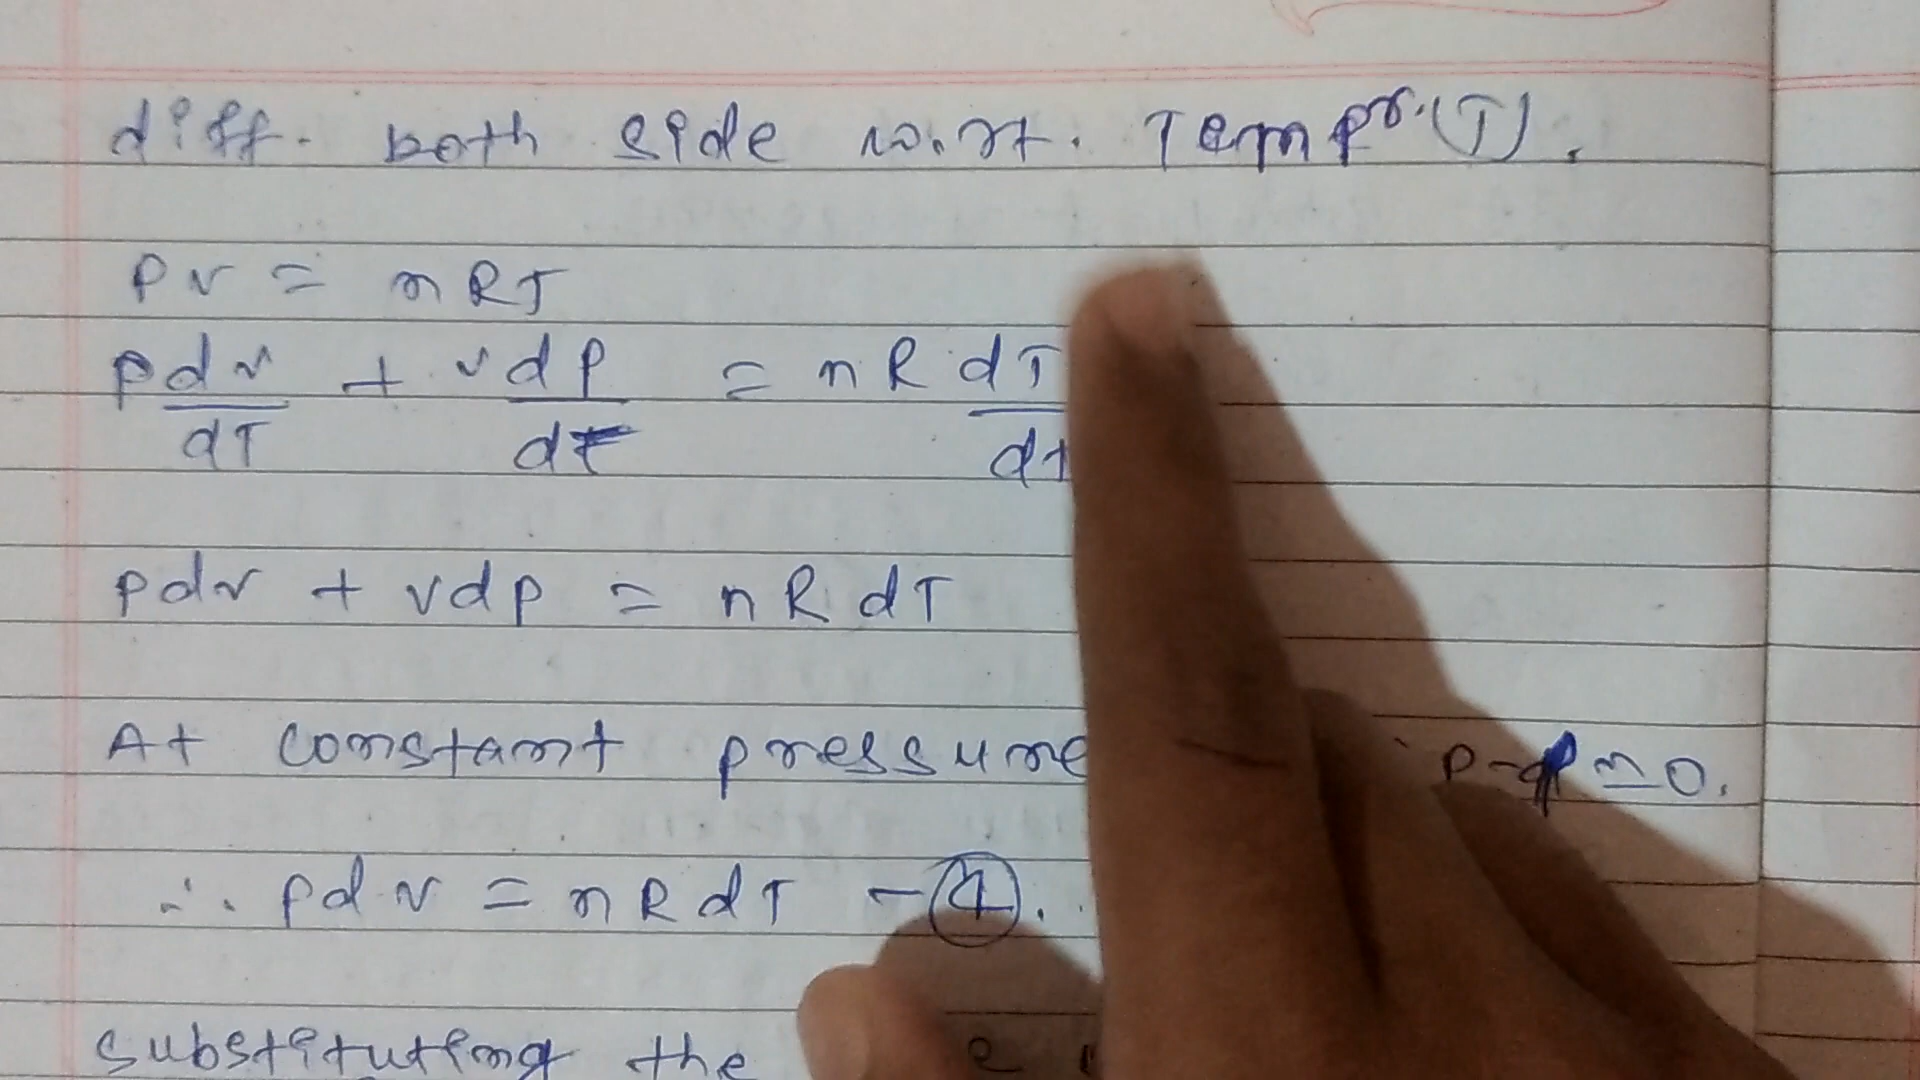 diff. both side w.r.t. Temp^r.(T).
PV = nRT
P dv/dT + v dP/dT = nR dT/dt
Pdv + vdp = nRdT
At constant pressure
∴ Pdv = nRdT - ④.
substituting the